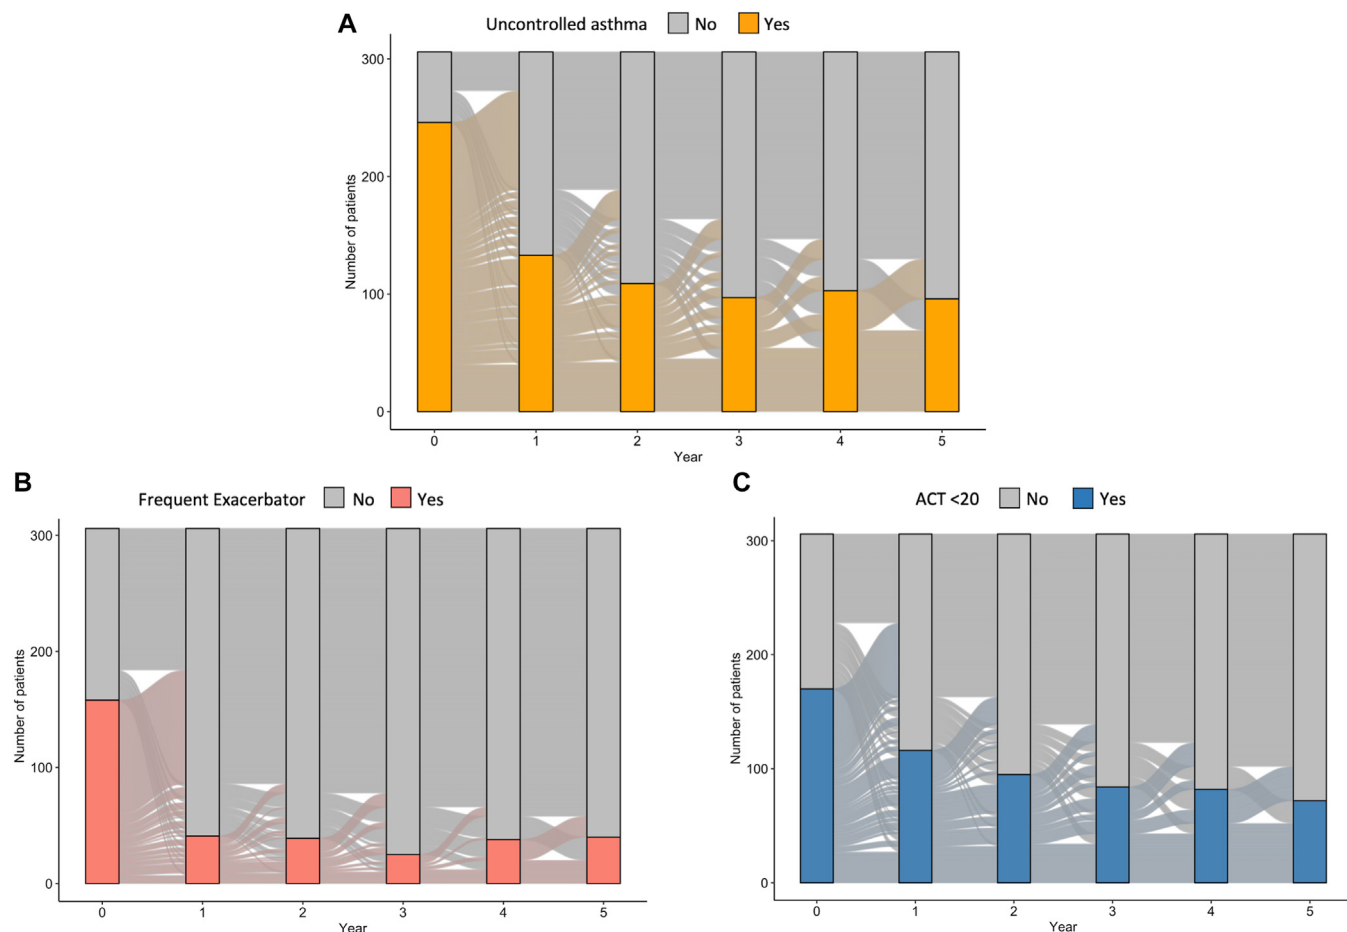 A
Uncontrolled asthma No Yes
300
200
100
0
Number of patients
0 1 2 3 4 5
Year
B
Frequent Exacerbator No Yes
300
200
100
0
Number of patients
0 1 2 3 4 5
Year
C
ACT <20 No Yes
300
200
100
0
Number of patients
0 1 2 3 4 5
Year